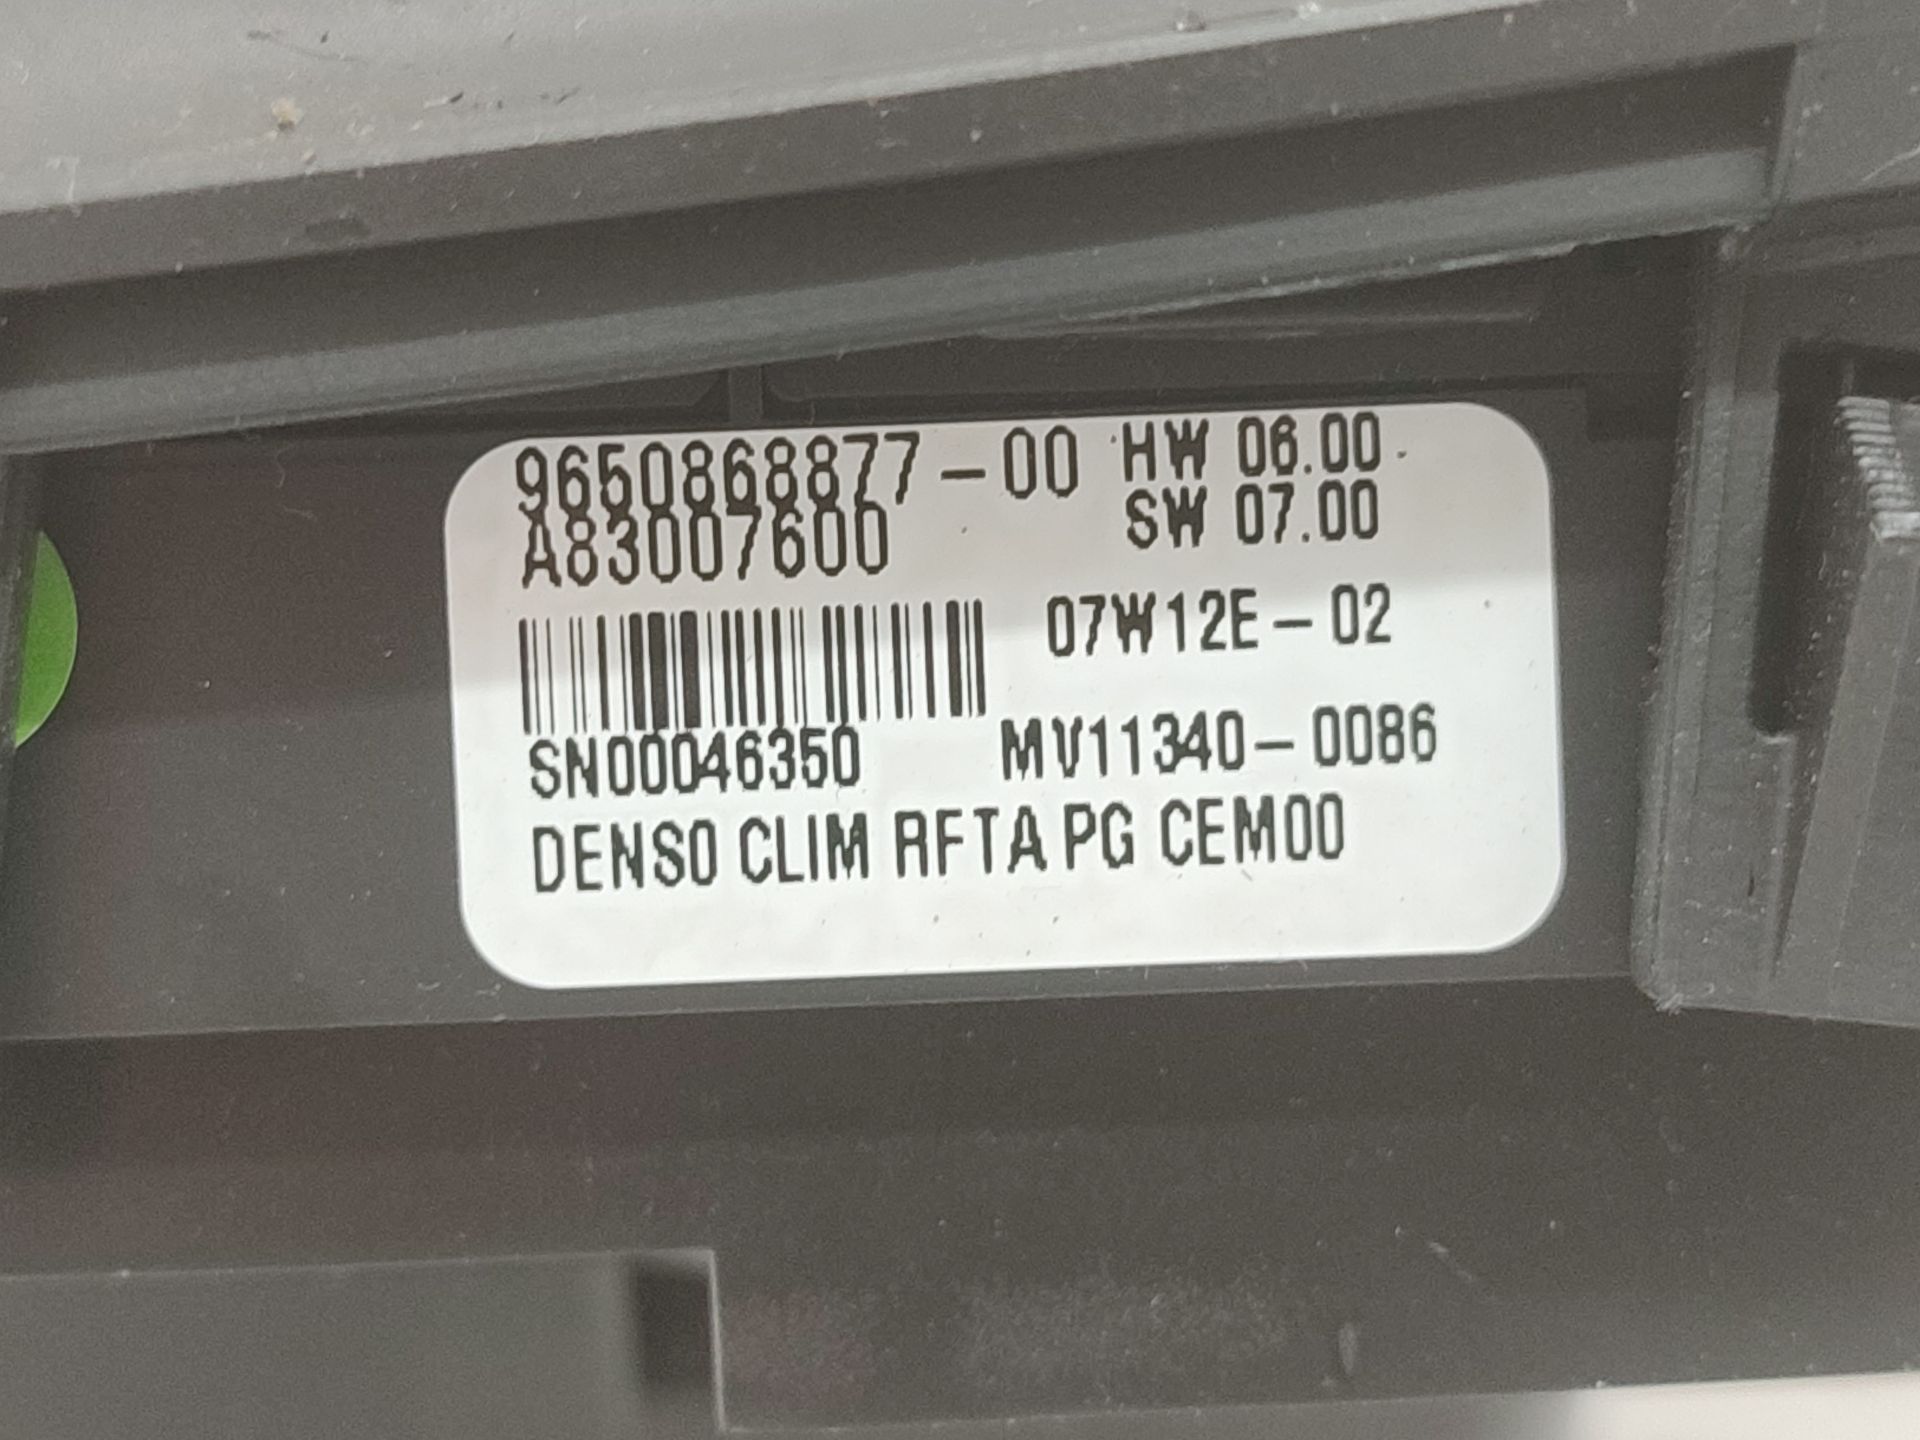 9650868877-00 HW 06.00
A83007600 SW 07.00
07W12E-02
SN00046350 MV11340-0086
DENSO CLIM RFTA PG CEM00